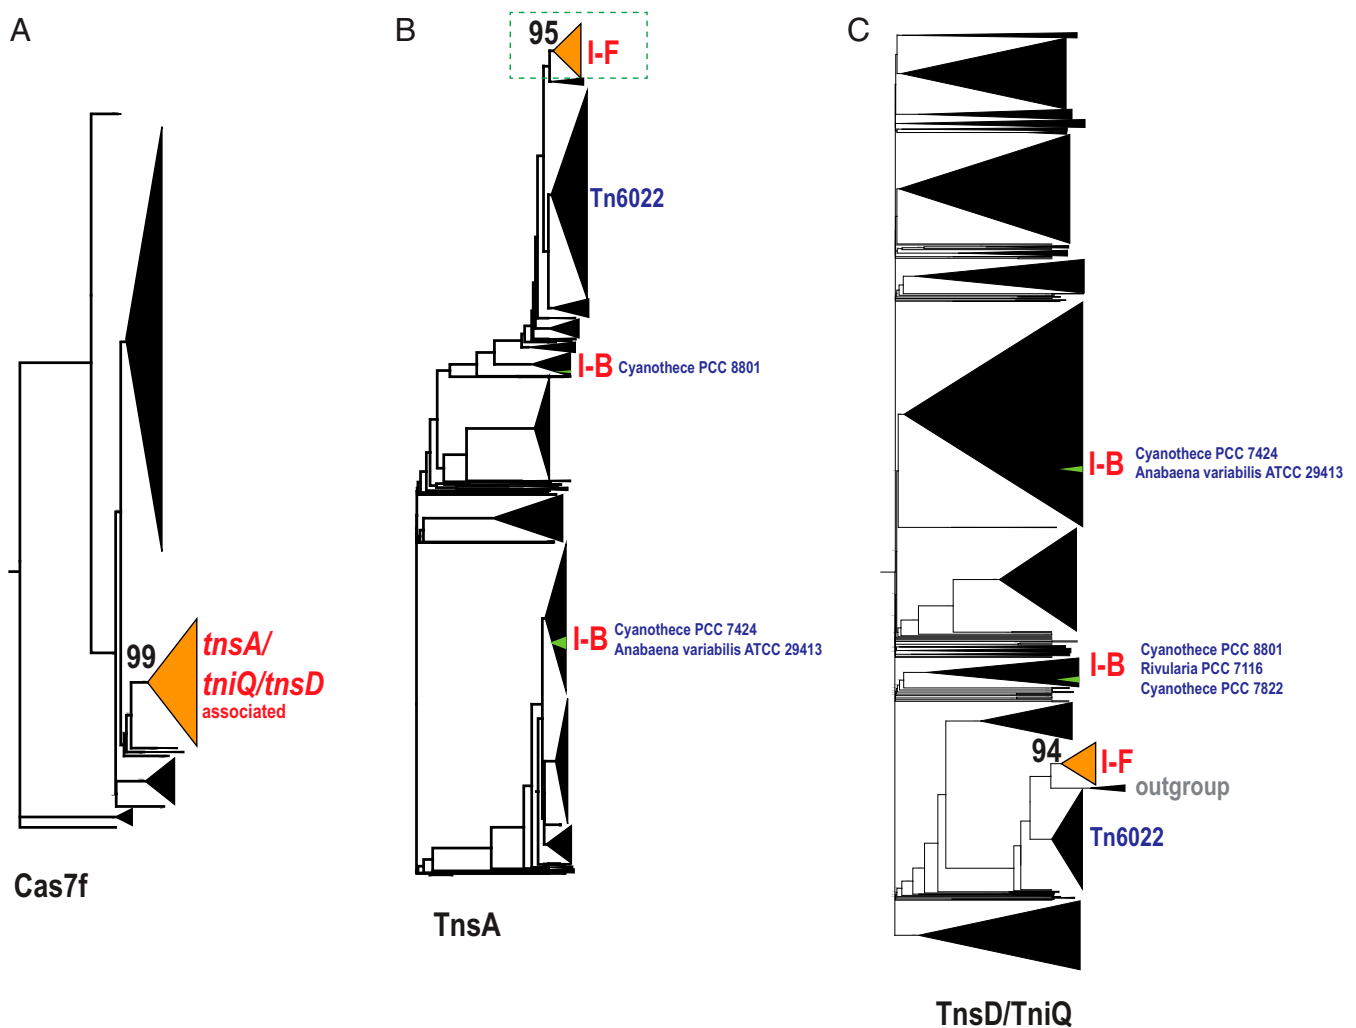 A
99
tnsA/
tniQ/tnsD
associated
Cas7f
B
95
I-F
Tn6022
I-B Cyanothece PCC 8801
I-B Cyanothece PCC 7424
Anabaena variabilis ATCC 29413
TnsA
C
I-B Cyanothece PCC 7424
Anabaena variabilis ATCC 29413
I-B Cyanothece PCC 8801
Rivularia PCC 7116
Cyanothece PCC 7822
94
I-F
outgroup
Tn6022
TnsD/TniQ